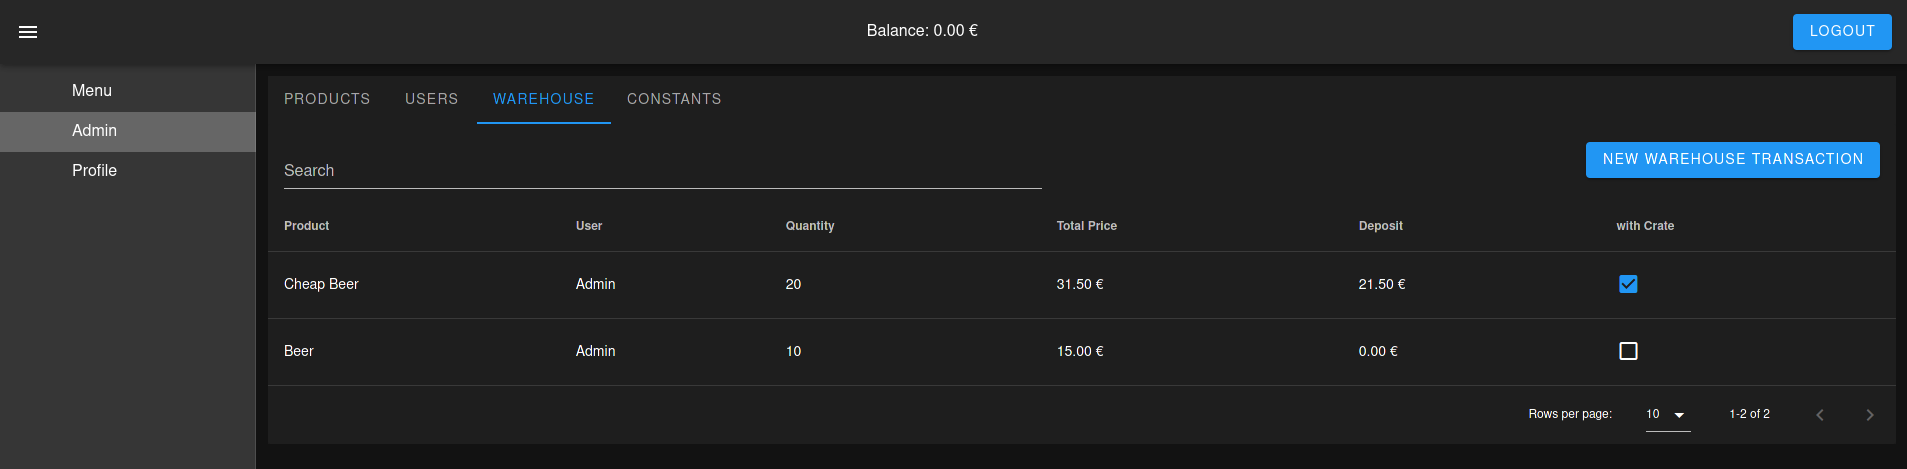 Balance: 0.00 €
LOGOUT
Menu
Admin
Profile
PRODUCTS USERS WAREHOUSE CONSTANTS
Search
NEW WAREHOUSE TRANSACTION
Product User Quantity Total Price Deposit with Crate
Cheap Beer Admin 20 31.50 € 21.50 €
Beer Admin 10 15.00 € 0.00 €
Rows per page: 10 1-2 of 2